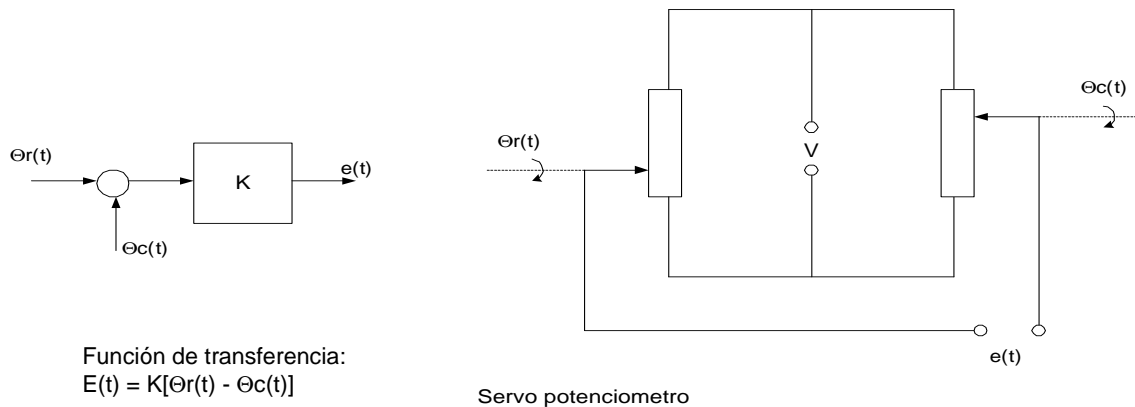 Θr(t)
K
e(t)
Θc(t)
Función de transferencia:
E(t) = K[Θr(t) - Θc(t)]
Θr(t)
V
Θc(t)
e(t)
Servo potenciometro